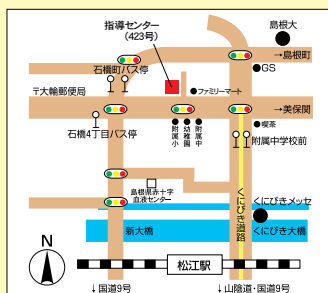 指導センター
(423号)
島根大
石橋町バス停
GS
→島根町
〒大輪郵便局
ファミリーマート
→美保関
石橋4丁目バス停
附属小
幼稚園
附属中
喫茶
附属中学校前
島根県赤十字
血液センター
くにびき道路
くにびきメッセ
新大橋
くにびき大橋
N
松江駅
↓国道9号
↓山陰道・国道9号